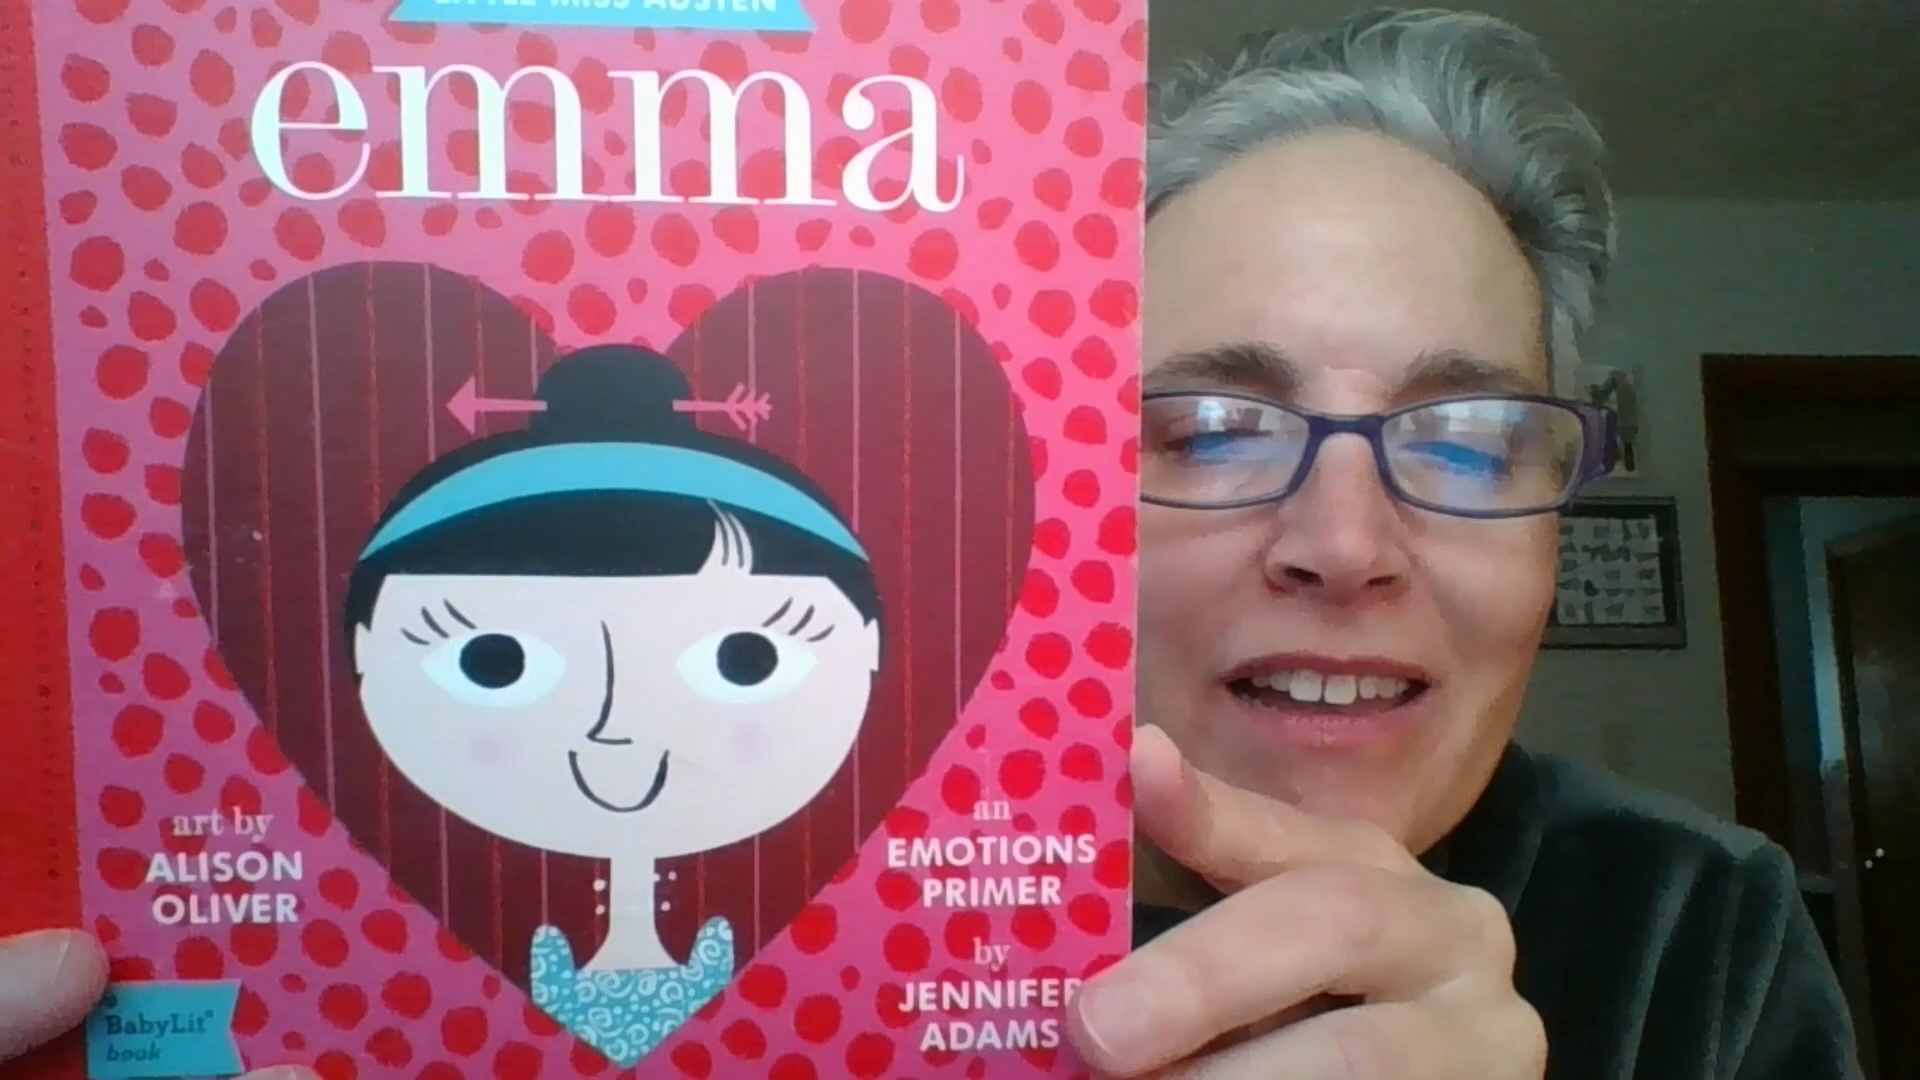 LITTLE MISS AUSTEN
emma
art by
ALISON
OLIVER
an
EMOTIONS
PRIMER
by
JENNIFER
ADAMS
a
BabyLit®
book